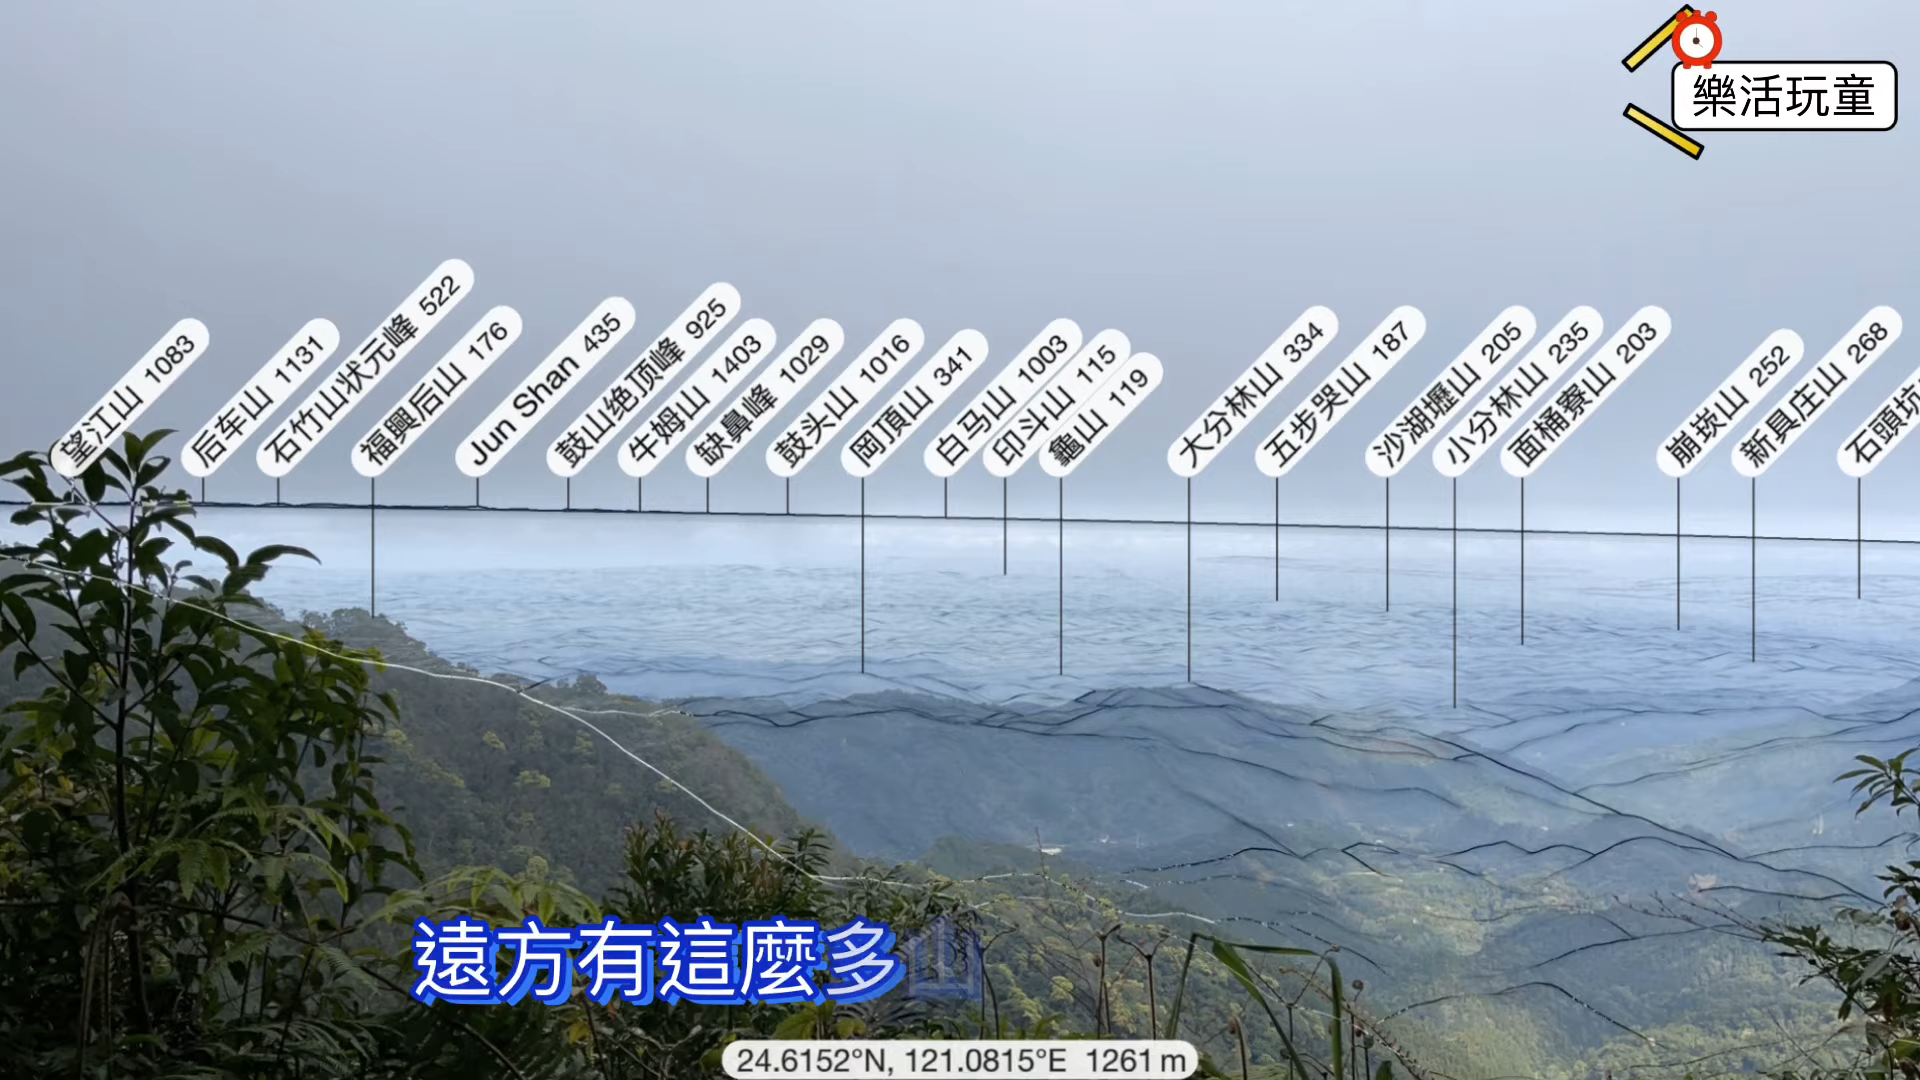 樂活玩童
望江山 1083
后车山 1131
石竹山状元峰 522
福興后山 176
Jun Shan 435
鼓山绝顶峰 925
牛姆山 1403
缺鼻峰 1029
鼓头山 1016
岡頂山 341
白马山 1003
印斗山 115
龜山 119
大分林山 334
五步哭山 187
沙湖壢山 205
小分林山 235
面桶寮山 203
崩崁山 252
新具庄山 268
石頭坑
遠方有這麼多山
24.6152°N, 121.0815°E 1261 m